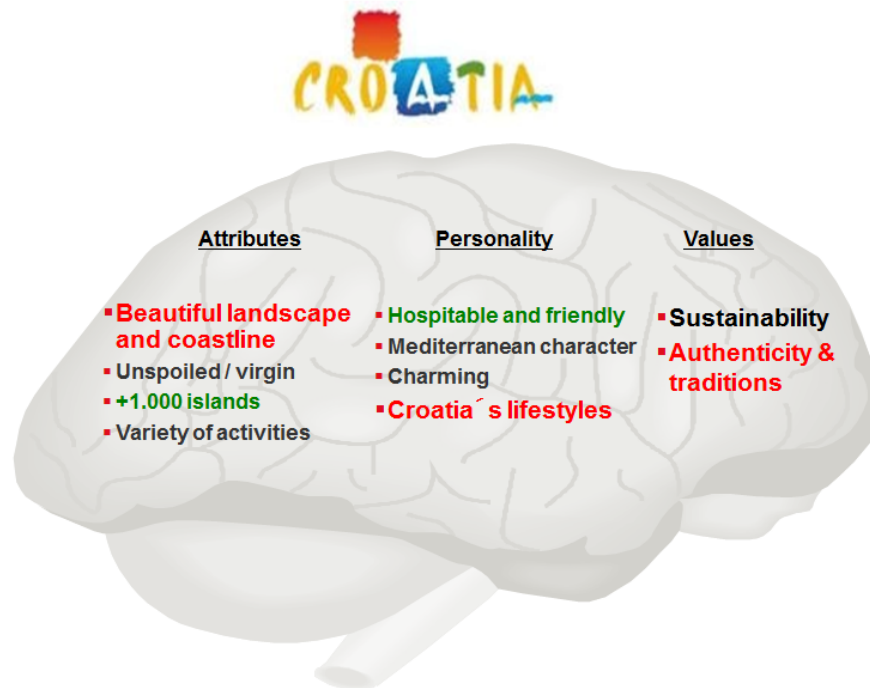 CROATIA
Attributes
Personality
Values
▪ Beautiful landscape
and coastline
▪ Unspoiled / virgin
▪ +1.000 islands
▪ Variety of activities
▪ Hospitable and friendly
▪ Mediterranean character
▪ Charming
▪ Croatia´s lifestyles
▪ Sustainability
▪ Authenticity &
traditions